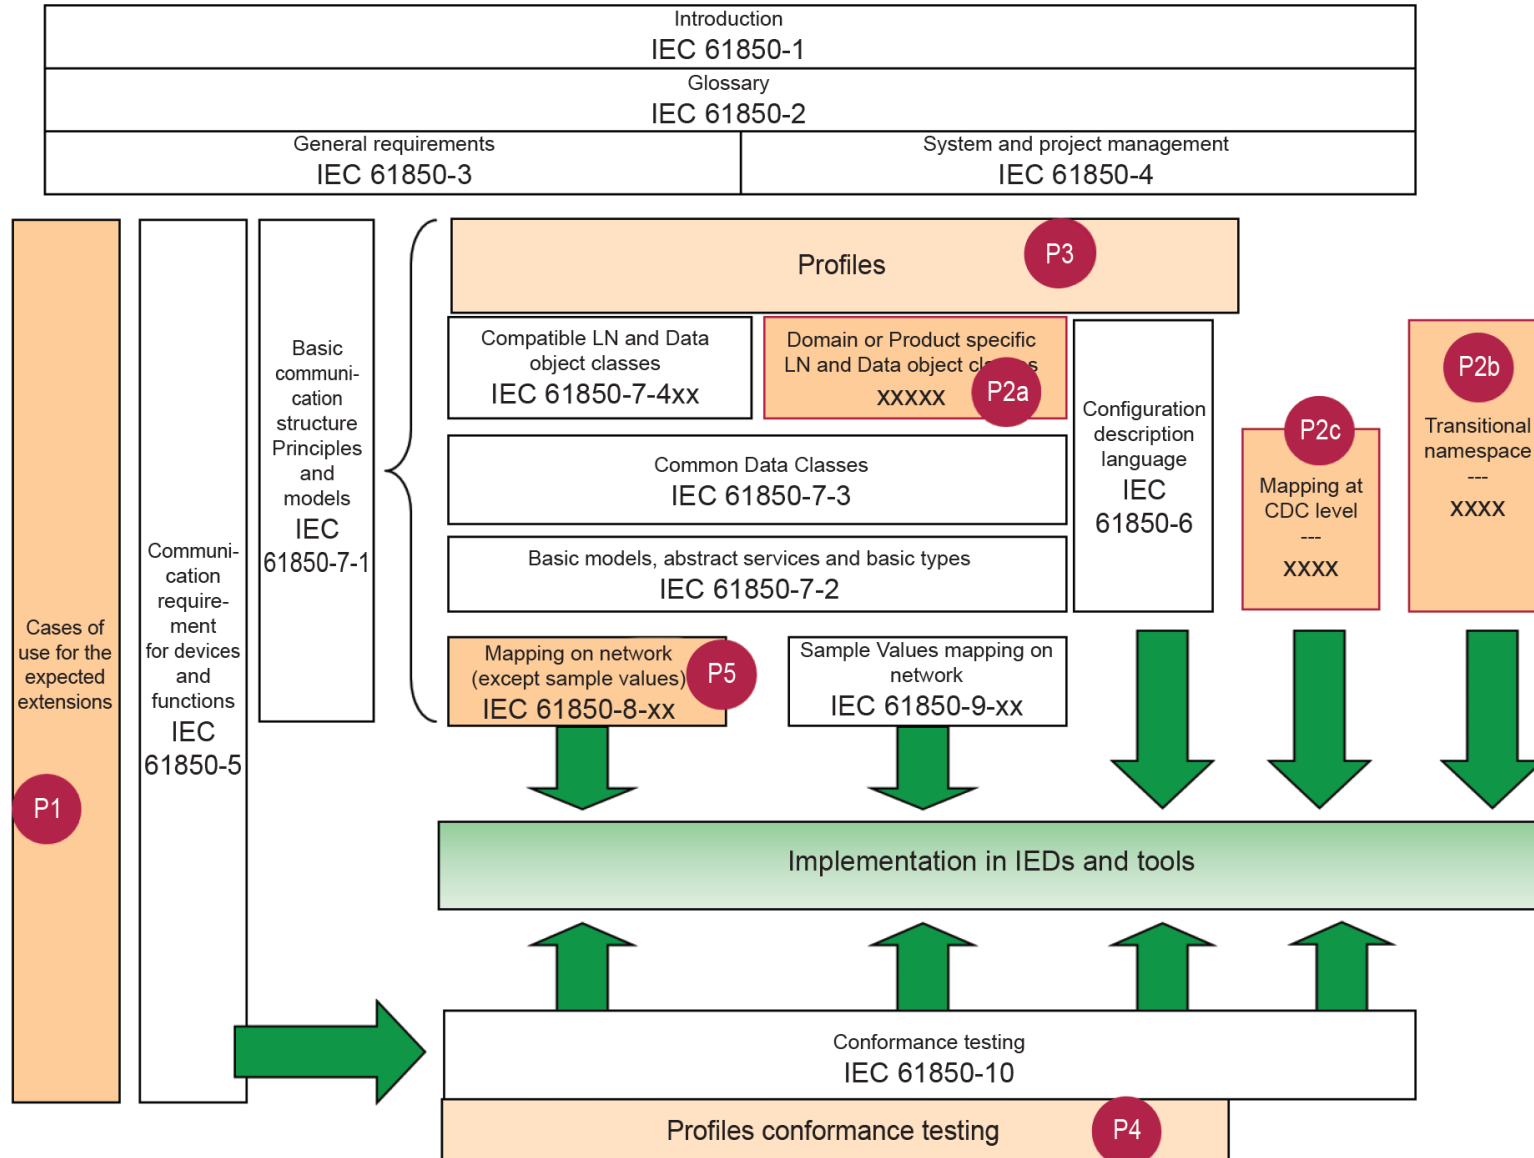 Introduction
IEC 61850-1
Glossary
IEC 61850-2
General requirements
IEC 61850-3
System and project management
IEC 61850-4
Cases of
use for the
expected
extensions
P1
Communi-
cation
require-
ment
for devices
and
functions
IEC
61850-5
Basic
communi-
cation
structure
Principles
and
models
IEC
61850-7-1
Profiles
P3
Compatible LN and Data
object classes
IEC 61850-7-4xx
Domain or Product specific
LN and Data object classes
xxxxx
P2a
Common Data Classes
IEC 61850-7-3
Basic models, abstract services and basic types
IEC 61850-7-2
Mapping on network
(except sample values)
IEC 61850-8-xx
P5
Sample Values mapping on
network
IEC 61850-9-xx
Configuration
description
language
IEC
61850-6
P2c
Mapping at
CDC level
---
xxxx
P2b
Transitional
namespace
---
xxxx
Implementation in IEDs and tools
Conformance testing
IEC 61850-10
Profiles conformance testing
P4